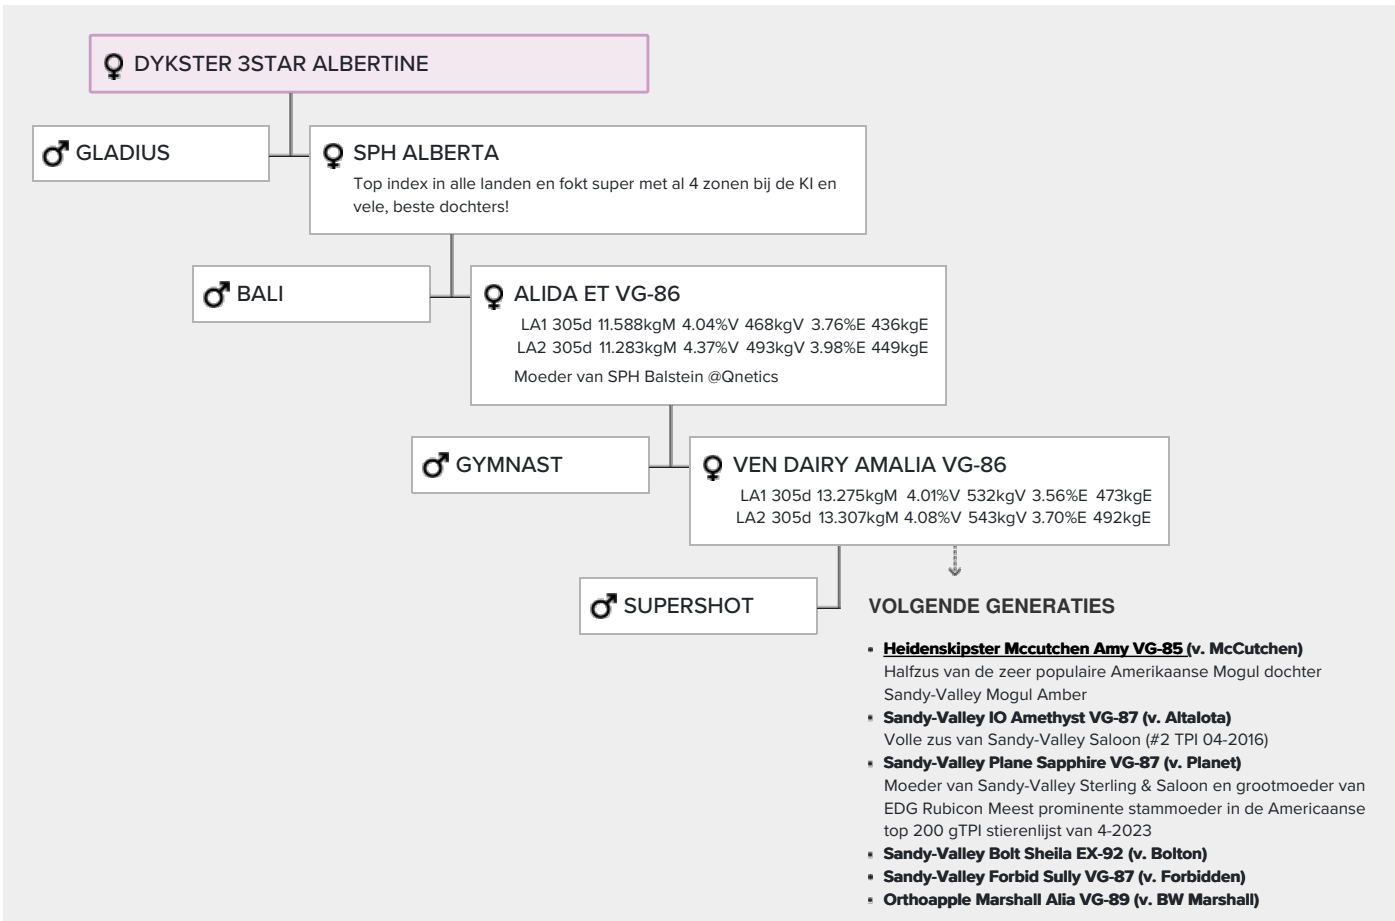 DYKSTER 3STAR ALBERTINE
GLADIUS
SPH ALBERTA
Top index in alle landen en fokt super met al 4 zonen bij de KI en
vele, beste dochters!
BALI
ALIDA ET VG-86
LA1 305d 11.588kgM 4.04%V 468kgV 3.76%E 436kgE
LA2 305d 11.283kgM 4.37%V 493kgV 3.98%E 449kgE
Moeder van SPH Balstein @Qnetics
GYMNAST
VEN DAIRY AMALIA VG-86
LA1 305d 13.275kgM 4.01%V 532kgV 3.56%E 473kgE
LA2 305d 13.307kgM 4.08%V 543kgV 3.70%E 492kgE
SUPERSHOT
VOLGENDE GENERATIES
Heidenskipster Mccutchen Amy VG-85 (v. McCutchen)
Halfzus van de zeer populaire Amerikaanse Mogul dochter
Sandy-Valley Mogul Amber
Sandy-Valley IO Amethyst VG-87 (v. AltaIota)
Volle zus van Sandy-Valley Saloon (#2 TPI 04-2016)
Sandy-Valley Plane Sapphire VG-87 (v. Planet)
Moeder van Sandy-Valley Sterling & Saloon en grootmoeder van
EDG Rubicon Meest prominente stammoeder in de Americaanse
top 200 gTPI stierenlijst van 4-2023
Sandy-Valley Bolt Sheila EX-92 (v. Bolton)
Sandy-Valley Forbid Sully VG-87 (v. Forbidden)
Orthoapple Marshall Alia VG-89 (v. BW Marshall)